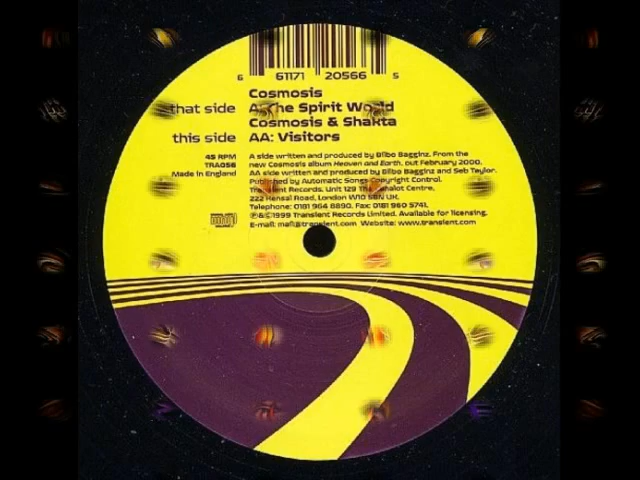 6 61171 20566 5
Cosmosis
that side A: The Spirit World
Cosmosis & Shakta
this side AA: Visitors
45 RPM
TRA056
Made in England
A side written and produced by Bilbo Bagginz. From the
new Cosmosis album Heaven and Earth, out February 2000.
AA side written and produced by Bilbo Bagginz and Seb Taylor.
Published by Automatic Songs Copyright Control.
Transient Records, Unit 129 The Canalot Centre,
222 Kensal Road, London W10 5BN UK.
Telephone: 0181 964 8890. Fax: 0181 960 5741.
℗&©1999 Transient Records Limited. Available for licensing.
E-mail: mail@transient.com Website: www.transient.com